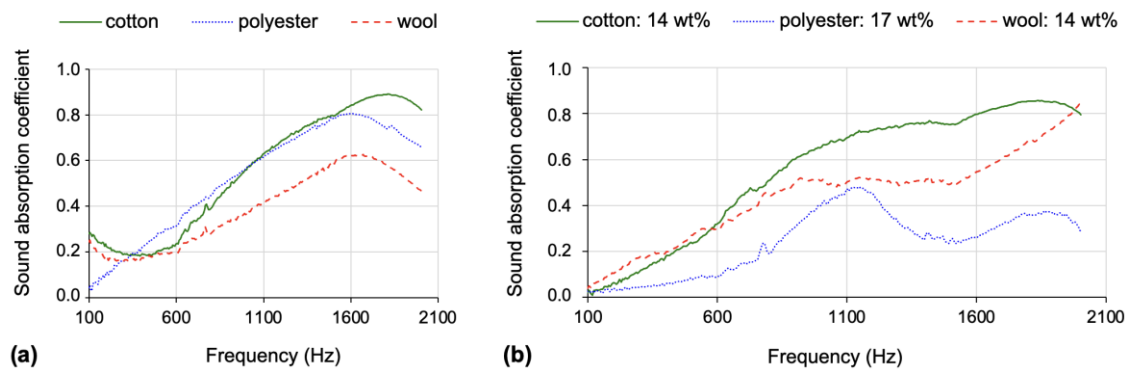 cotton polyester wool
Sound absorption coefficient
1.0
0.8
0.6
0.4
0.2
0.0
100 600 1100 1600 2100
Frequency (Hz)
(a)
cotton: 14 wt% polyester: 17 wt% wool: 14 wt%
Sound absorption coefficient
1.0
0.8
0.6
0.4
0.2
0.0
100 600 1100 1600 2100
Frequency (Hz)
(b)